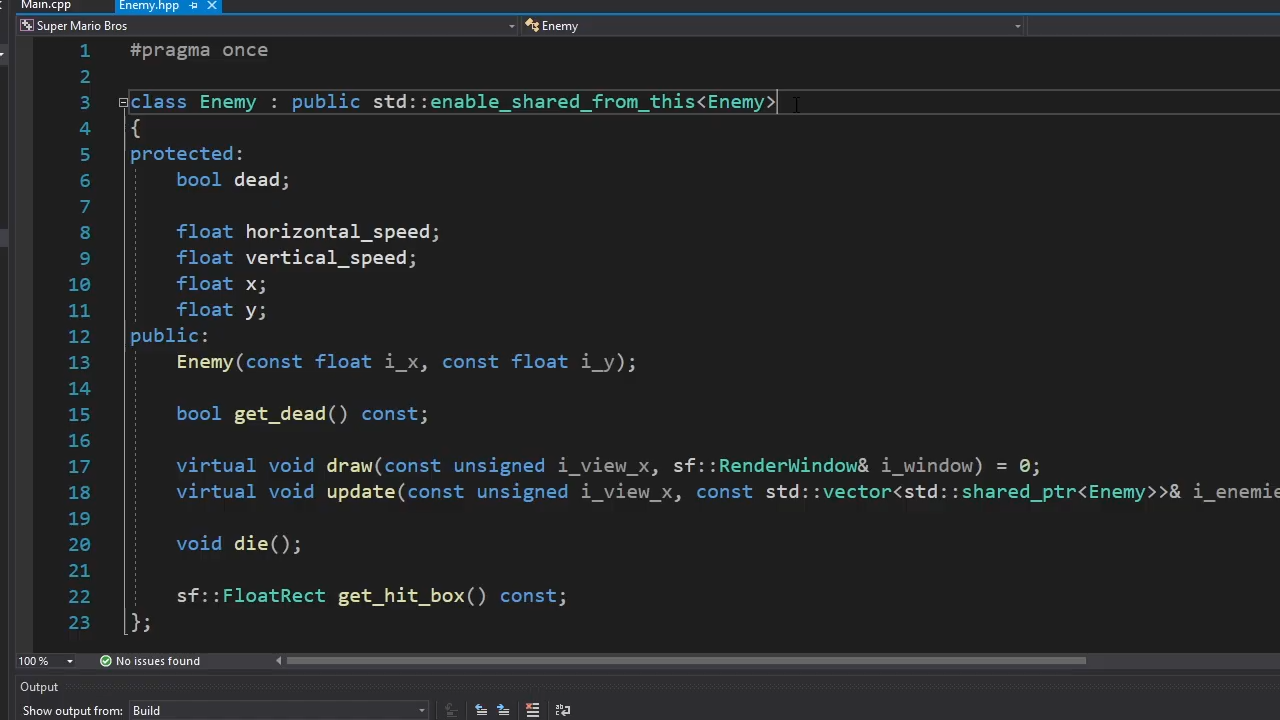 Main.cpp Enemy.hpp
Super Mario Bros Enemy
1 #pragma once
2
3 class Enemy : public std::enable_shared_from_this<Enemy>
4 {
5 protected:
6 bool dead;
7
8 float horizontal_speed;
9 float vertical_speed;
10 float x;
11 float y;
12 public:
13 Enemy(const float i_x, const float i_y);
14
15 bool get_dead() const;
16
17 virtual void draw(const unsigned i_view_x, sf::RenderWindow& i_window) = 0;
18 virtual void update(const unsigned i_view_x, const std::vector<std::shared_ptr<Enemy>>& i_enemie
19
20 void die();
21
22 sf::FloatRect get_hit_box() const;
23 };
100 % No issues found
Output
Show output from: Build